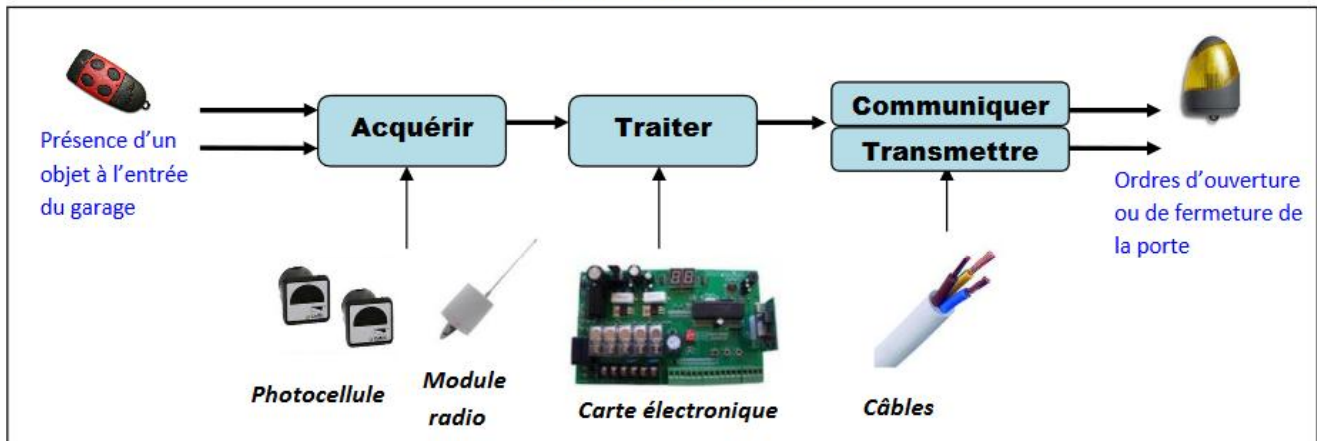 Présence d’un
objet à l’entrée
du garage
Acquérir
Traiter
Communiquer
Transmettre
Ordres d’ouverture
ou de fermeture de
la porte
Photocellule
Module
radio
Carte électronique
Câbles